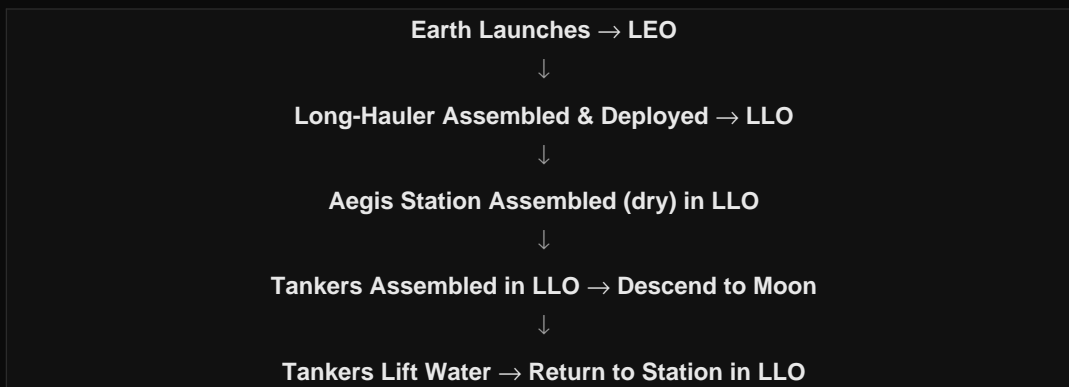 Earth Launches → LEO
↓
Long-Hauler Assembled & Deployed → LLO
↓
Aegis Station Assembled (dry) in LLO
↓
Tankers Assembled in LLO → Descend to Moon
↓
Tankers Lift Water → Return to Station in LLO